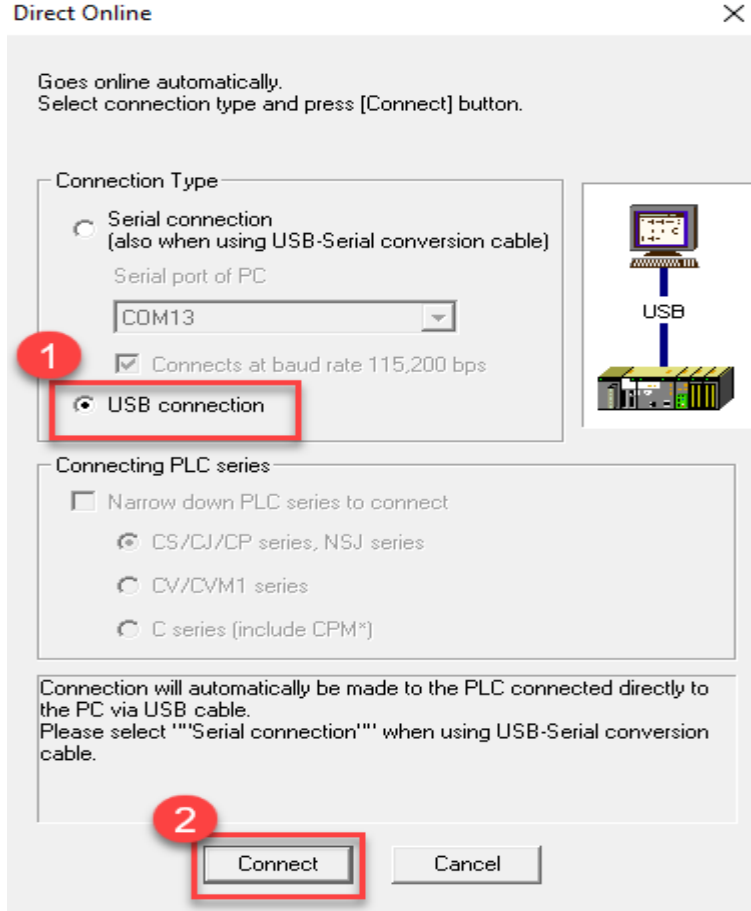 Direct Online
Goes online automatically.
Select connection type and press [Connect] button.
Connection Type
Serial connection
(also when using USB-Serial conversion cable)
Serial port of PC
COM13
1
Connects at baud rate 115,200 bps
USB connection
USB
Connecting PLC series
Narrow down PLC series to connect
CS/CJ/CP series, NSJ series
CV/CVM1 series
C series (include CPM*)
Connection will automatically be made to the PLC connected directly to
the PC via USB cable.
Please select ""Serial connection"" when using USB-Serial conversion
cable.
2
Connect
Cancel